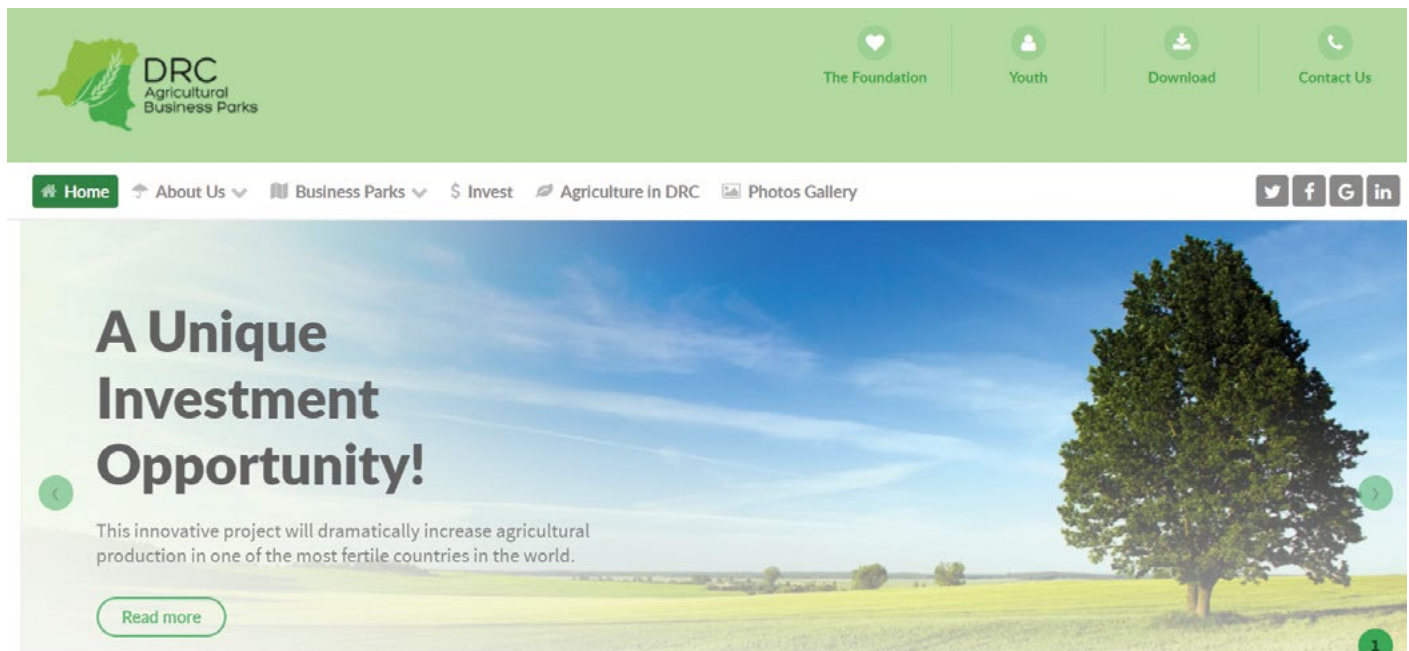 DRC
Agricultural
Business Parks
The Foundation
Youth
Download
Contact Us
Home
About Us
Business Parks
$ Invest
Agriculture in DRC
Photos Gallery
A Unique
Investment
Opportunity!
This innovative project will dramatically increase agricultural
production in one of the most fertile countries in the world.
Read more
1